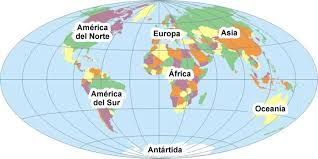 América
del Norte
Europa
Asia
África
América
del Sur
Oceanía
Antártida